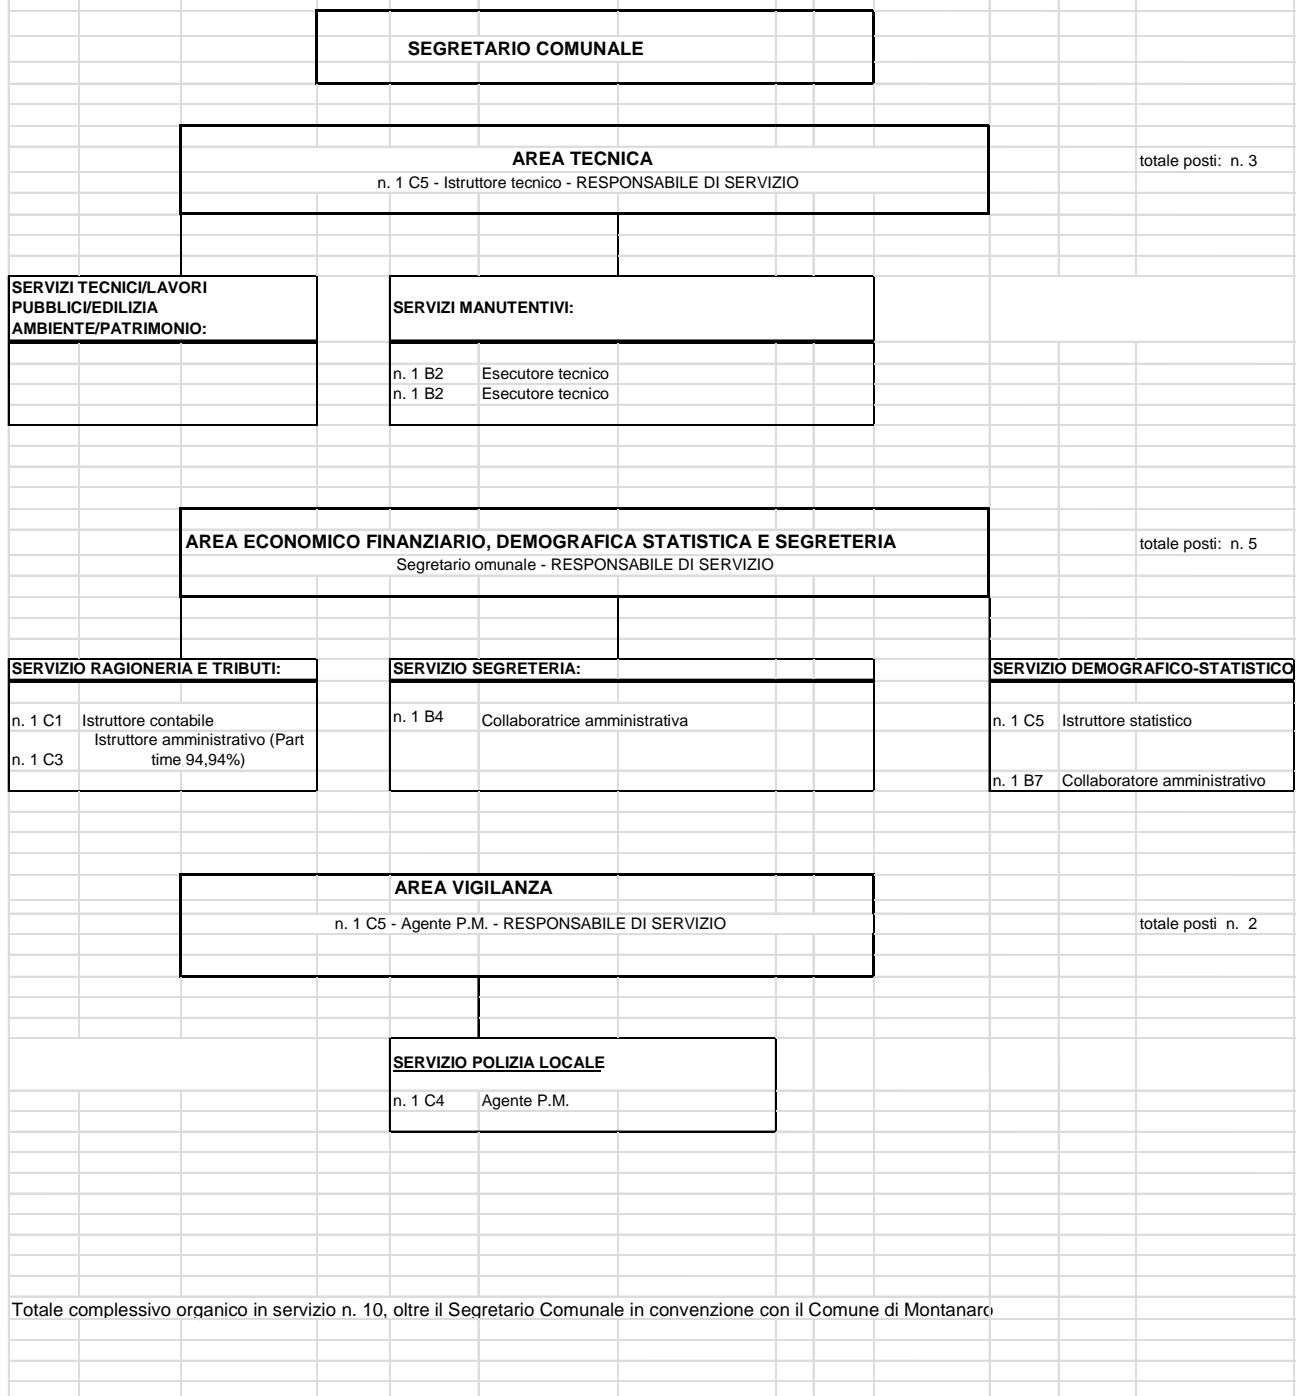 SEGRETARIO COMUNALE
AREA TECNICA
totale posti: n. 3
n. 1 C5 - Istruttore tecnico - RESPONSABILE DI SERVIZIO
SERVIZI TECNICI/LAVORI
PUBBLICI/EDILIZIA
AMBIENTE/PATRIMONIO:
SERVIZI MANUTENTIVI:
n. 1 B2 Esecutore tecnico
n. 1 B2 Esecutore tecnico
AREA ECONOMICO FINANZIARIO, DEMOGRAFICA STATISTICA E SEGRETERIA
totale posti: n. 5
Segretario omunale - RESPONSABILE DI SERVIZIO
SERVIZIO RAGIONERIA E TRIBUTI:
n. 1 C1 Istruttore contabile
Istruttore amministrativo (Part
n. 1 C3 time 94,94%)
SERVIZIO SEGRETERIA:
n. 1 B4 Collaboratrice amministrativa
SERVIZIO DEMOGRAFICO-STATISTICO
n. 1 C5 Istruttore statistico
n. 1 B7 Collaboratore amministrativo
AREA VIGILANZA
n. 1 C5 - Agente P.M. - RESPONSABILE DI SERVIZIO
totale posti n. 2
SERVIZIO POLIZIA LOCALE
n. 1 C4 Agente P.M.
Totale complessivo organico in servizio n. 10, oltre il Segretario Comunale in convenzione con il Comune di Montanaro